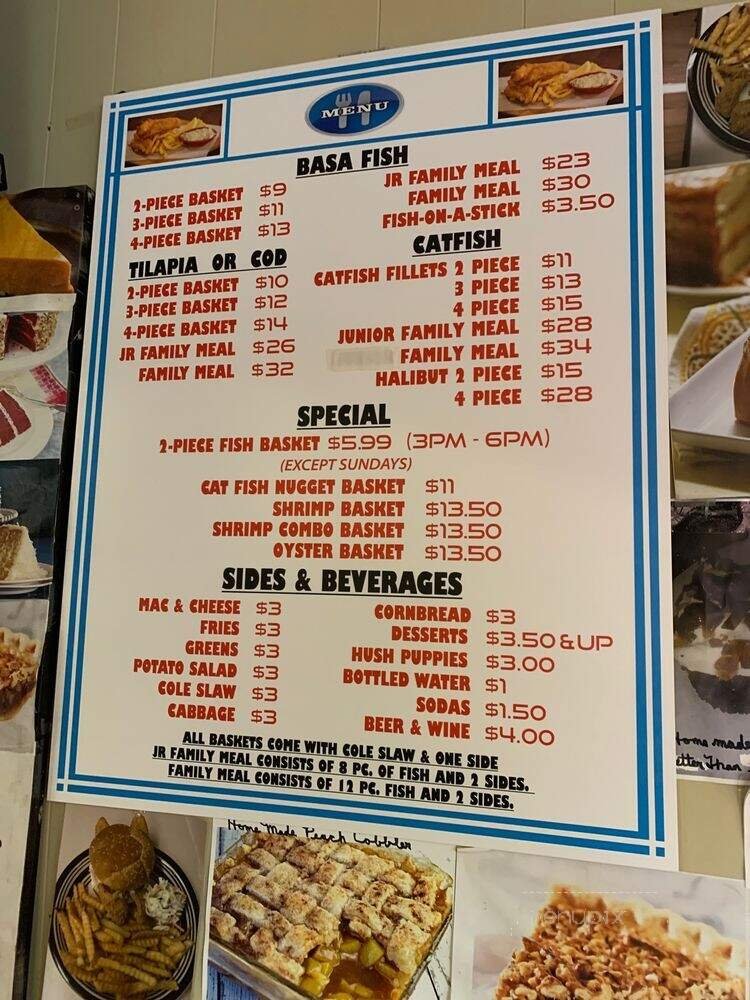 MENU
BASA FISH
2-PIECE BASKET $9
3-PIECE BASKET $11
4-PIECE BASKET $13
JR FAMILY MEAL $23
FAMILY MEAL $30
FISH-ON-A-STICK $3.50
TILAPIA OR COD
2-PIECE BASKET $10
3-PIECE BASKET $12
4-PIECE BASKET $14
JR FAMILY MEAL $26
FAMILY MEAL $32
CATFISH
CATFISH FILLETS 2 PIECE $11
3 PIECE $13
4 PIECE $15
JUNIOR FAMILY MEAL $28
FAMILY MEAL $34
HALIBUT 2 PIECE $15
4 PIECE $28
SPECIAL
2-PIECE FISH BASKET $5.99 (3PM - 6PM)
(EXCEPT SUNDAYS)
CAT FISH NUGGET BASKET $11
SHRIMP BASKET $13.50
SHRIMP COMBO BASKET $13.50
OYSTER BASKET $13.50
SIDES & BEVERAGES
MAC & CHEESE $3
FRIES $3
GREENS $3
POTATO SALAD $3
COLE SLAW $3
CABBAGE $3
CORNBREAD $3
DESSERTS $3.50 & UP
HUSH PUPPIES $3.00
BOTTLED WATER $1
SODAS $1.50
BEER & WINE $4.00
ALL BASKETS COME WITH COLE SLAW & ONE SIDE
JR FAMILY MEAL CONSISTS OF 8 PC. OF FISH AND 2 SIDES.
FAMILY MEAL CONSISTS OF 12 PC. FISH AND 2 SIDES.
Home Made Peach Cobbler
Home made
Than
menupix